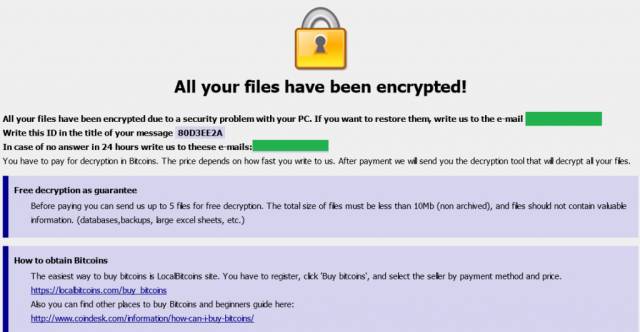 All your files have been encrypted!
All your files have been encrypted due to a security problem with your PC. If you want to restore them, write us to the e-mail
Write this ID in the title of your message 80D3EE2A
In case of no answer in 24 hours write us to theese e-mails:
You have to pay for decryption in Bitcoins. The price depends on how fast you write to us. After payment we will send you the decryption tool that will decrypt all your files.
Free decryption as guarantee
Before paying you can send us up to 5 files for free decryption. The total size of files must be less than 10Mb (non archived), and files should not contain valuable
information. (databases,backups, large excel sheets, etc.)
How to obtain Bitcoins
The easiest way to buy bitcoins is LocalBitcoins site. You have to register, click 'Buy bitcoins', and select the seller by payment method and price.
https://localbitcoins.com/buy_bitcoins
Also you can find other places to buy Bitcoins and beginners guide here:
http://www.coindesk.com/information/how-can-i-buy-bitcoins/